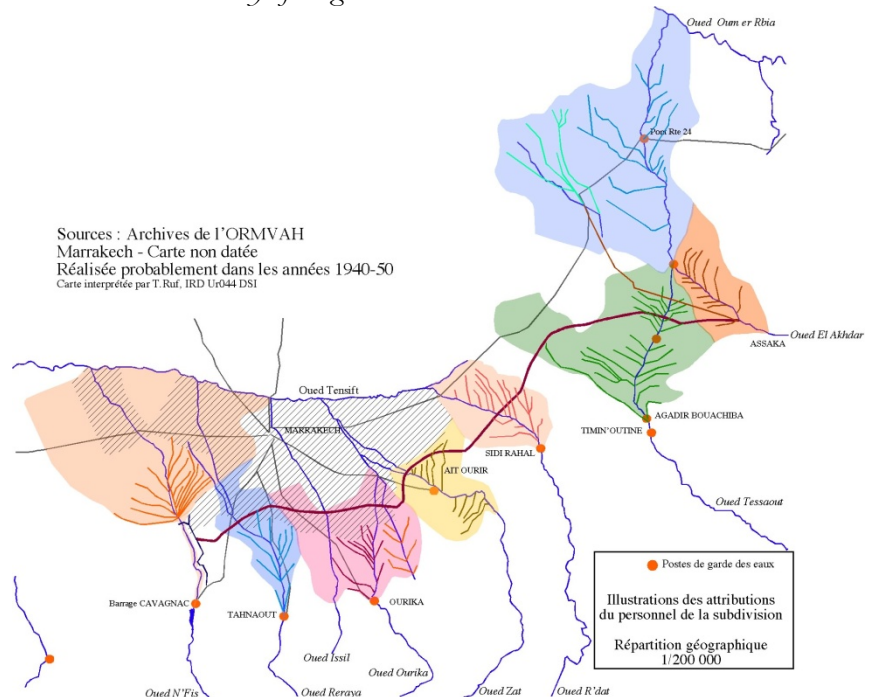 Oued Oum er Rbia
Pont Rte 24
Sources : Archives de l'ORMVAH
Marrakech - Carte non datée
Réalisée probablement dans les années 1940-50
Carte interprétée par T.Ruf, IRD Ur044 DSI
Oued El Akhdar
ASSAKA
Oued Tensift
AGADIR BOUACHIBA
MARRAKECH
TIMIN'OUTINE
SIDI RAHAL
AIT OURIR
Oued Tessaout
Postes de garde des eaux
Illustrations des attributions
du personnel de la subdivision
Répartition géographique
1/200 000
Barrage CAVAGNAC
OURIKA
TAHNAOUT
Oued Issil
Oued Ourika
Oued N'Fis
Oued Reraya
Oued Zat
Oued R'dat